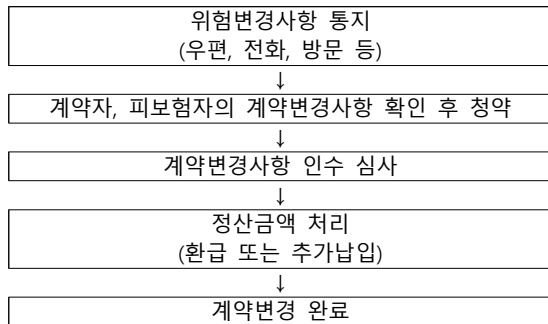 위험변경사항 통지
(우편, 전화, 방문 등)
↓
계약자, 피보험자의 계약변경사항 확인 후 청약
↓
계약변경사항 인수 심사
↓
정산금액 처리
(환급 또는 추가납입)
↓
계약변경 완료